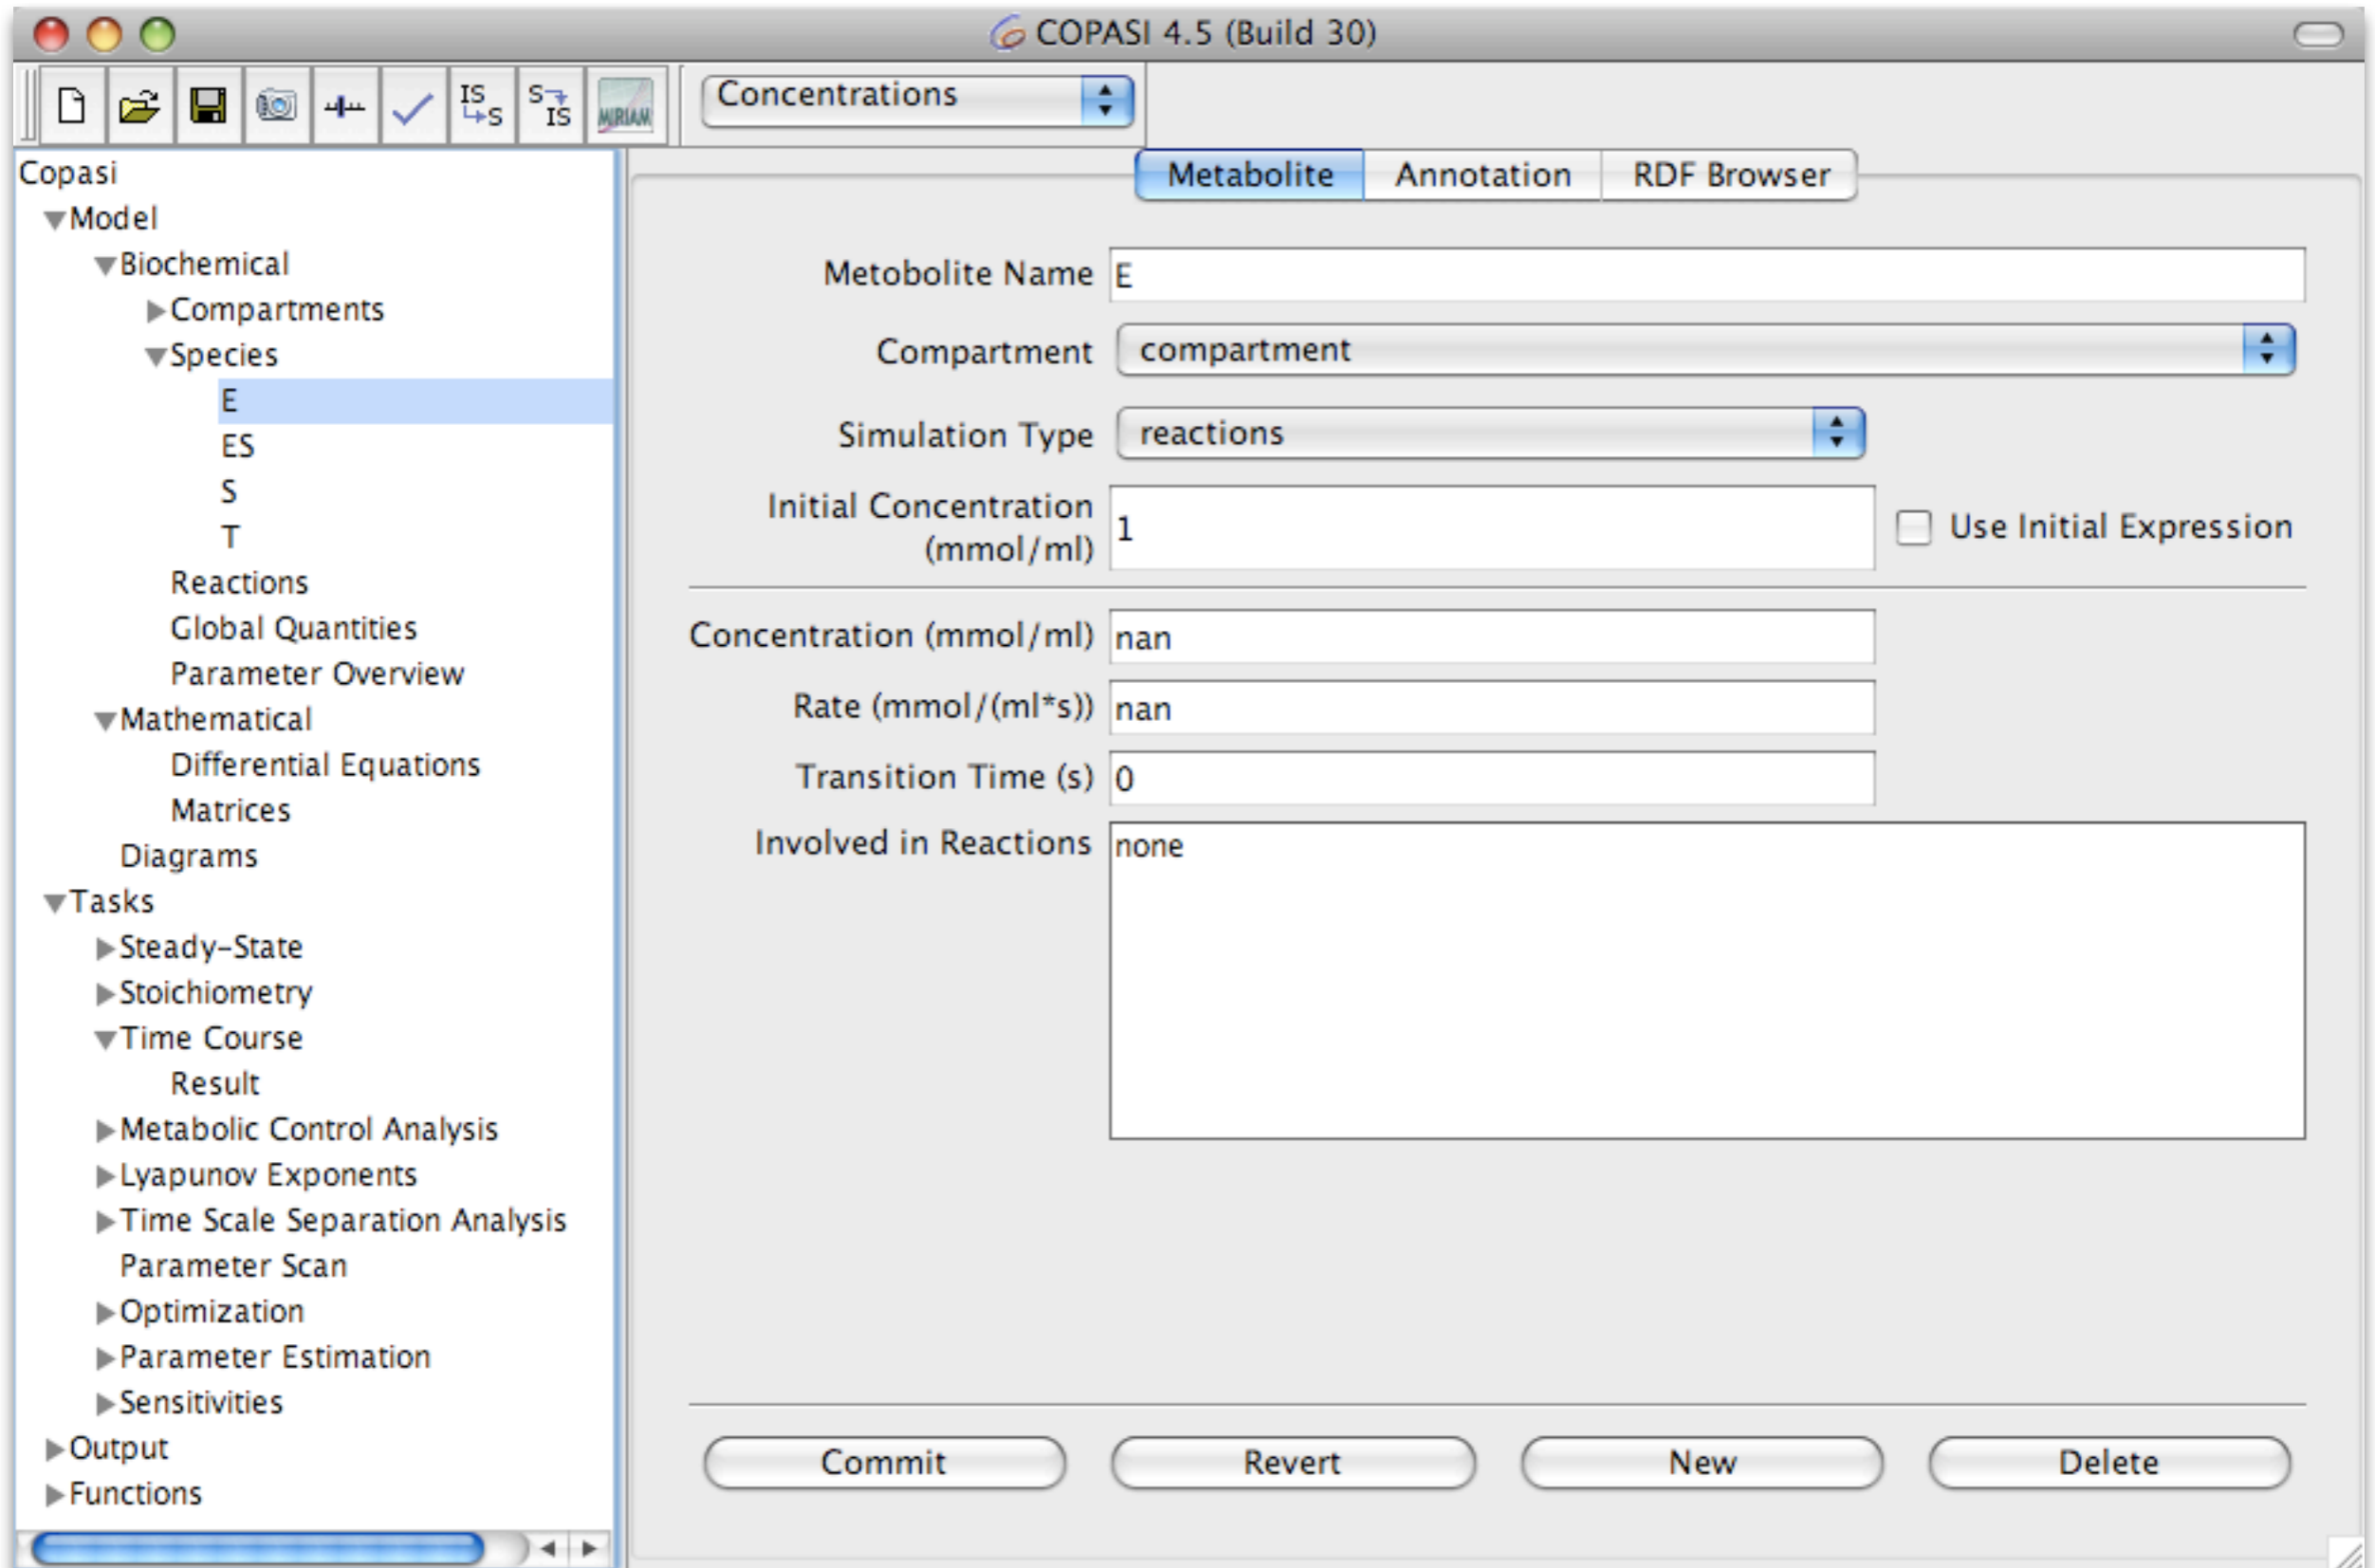 COPASI 4.5 (Build 30)
IS
S
S
IS
MIRIAM
Concentrations
Copasi
Model
Biochemical
Compartments
Species
E
ES
S
T
Reactions
Global Quantities
Parameter Overview
Mathematical
Differential Equations
Matrices
Diagrams
Tasks
Steady-State
Stoichiometry
Time Course
Result
Metabolic Control Analysis
Lyapunov Exponents
Time Scale Separation Analysis
Parameter Scan
Optimization
Parameter Estimation
Sensitivities
Output
Functions
Metabolite Annotation RDF Browser
Metobolite Name E
Compartment compartment
Simulation Type reactions
Initial Concentration
(mmol/ml) 1 Use Initial Expression
Concentration (mmol/ml) nan
Rate (mmol/(ml*s)) nan
Transition Time (s) 0
Involved in Reactions none
Commit Revert New Delete